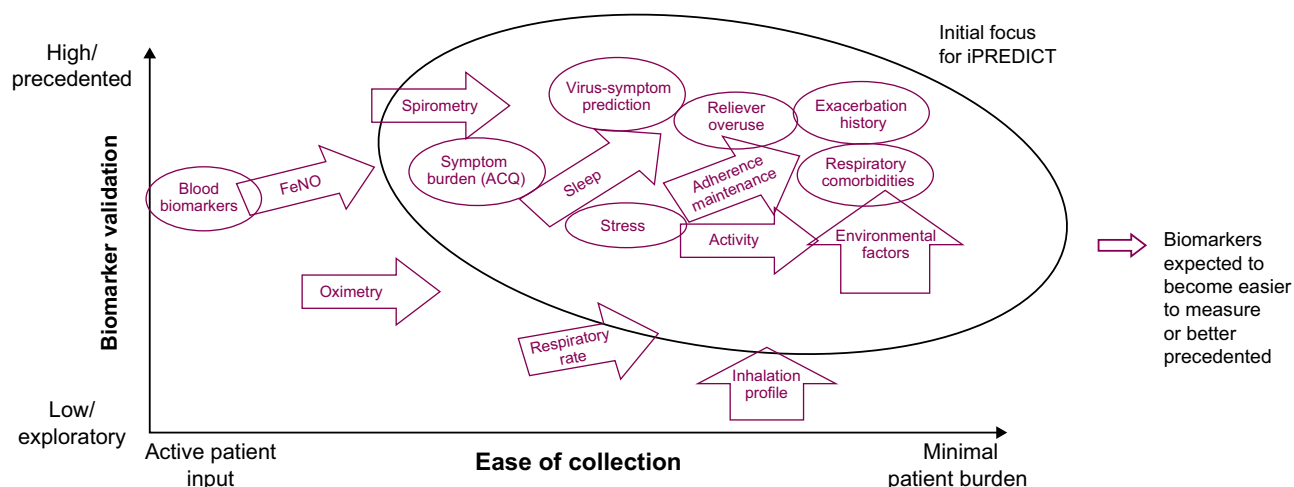 High/
precedented
Biomarker validation
Low/
exploratory
Initial focus
for iPREDICT
Spirometry
Virus-symptom
prediction
Reliever
overuse
Exacerbation
history
Symptom
burden (ACQ)
Blood
biomarkers
FeNO
Sleep
Adherence
maintenance
Respiratory
comorbidities
Stress
Activity
Environmental
factors
Oximetry
Respiratory
rate
Inhalation
profile
Biomarkers
expected to
become easier
to measure
or better
precedented
Active patient
input
Ease of collection
Minimal
patient burden